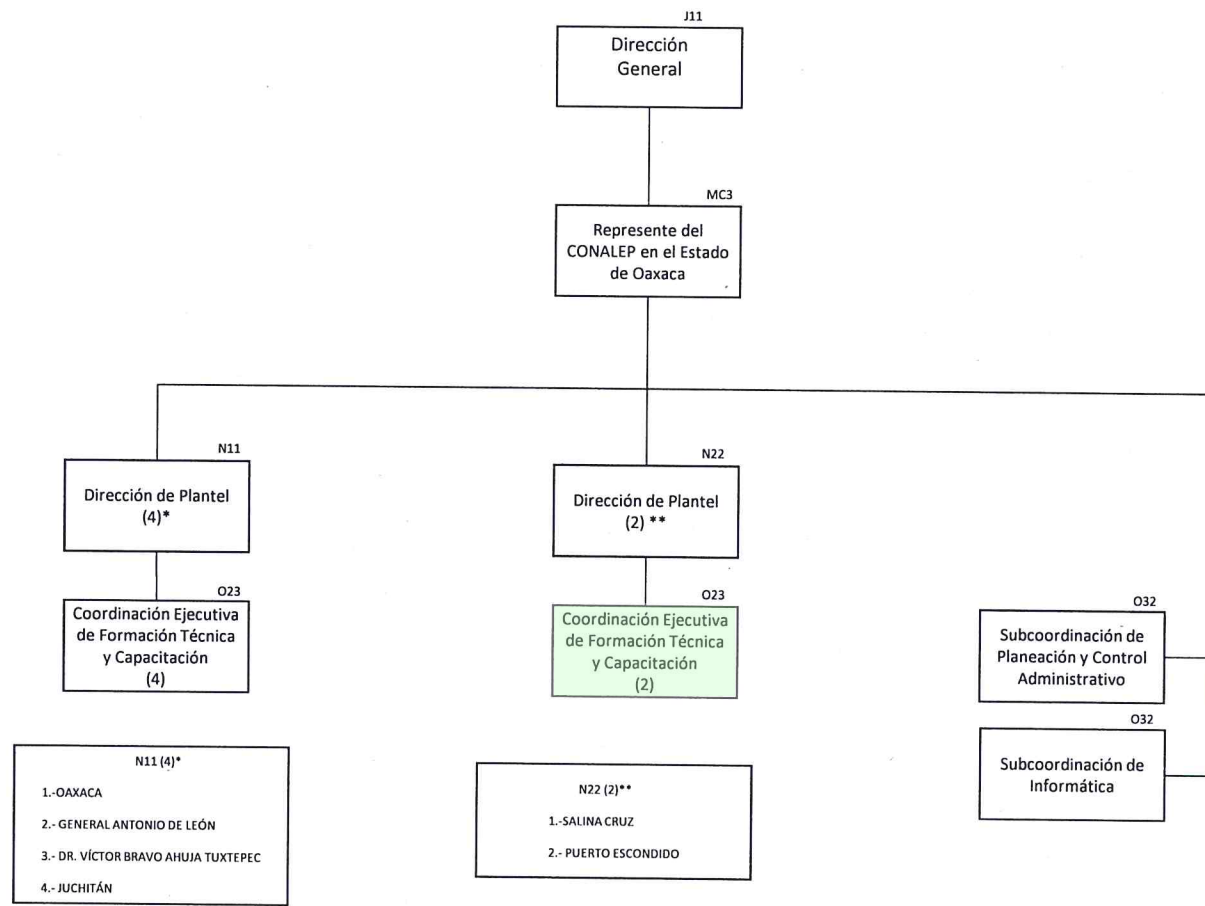 J11
Dirección
General
MC3
Represente del
CONALEP en el Estado
de Oaxaca
N11
Dirección de Plantel
(4)*
N22
Dirección de Plantel
(2) **
O23
Coordinación Ejecutiva
de Formación Técnica
y Capacitación
(4)
O23
Coordinación Ejecutiva
de Formación Técnica
y Capacitación
(2)
O32
Subcoordinación de
Planeación y Control
Administrativo
O32
Subcoordinación de
Informática
N11 (4)*
1.-OAXACA
2.- GENERAL ANTONIO DE LEÓN
3.- DR. VÍCTOR BRAVO AHUJA TUXTEPEC
4.- JUCHITÁN
N22 (2)**
1.-SALINA CRUZ
2.- PUERTO ESCONDIDO